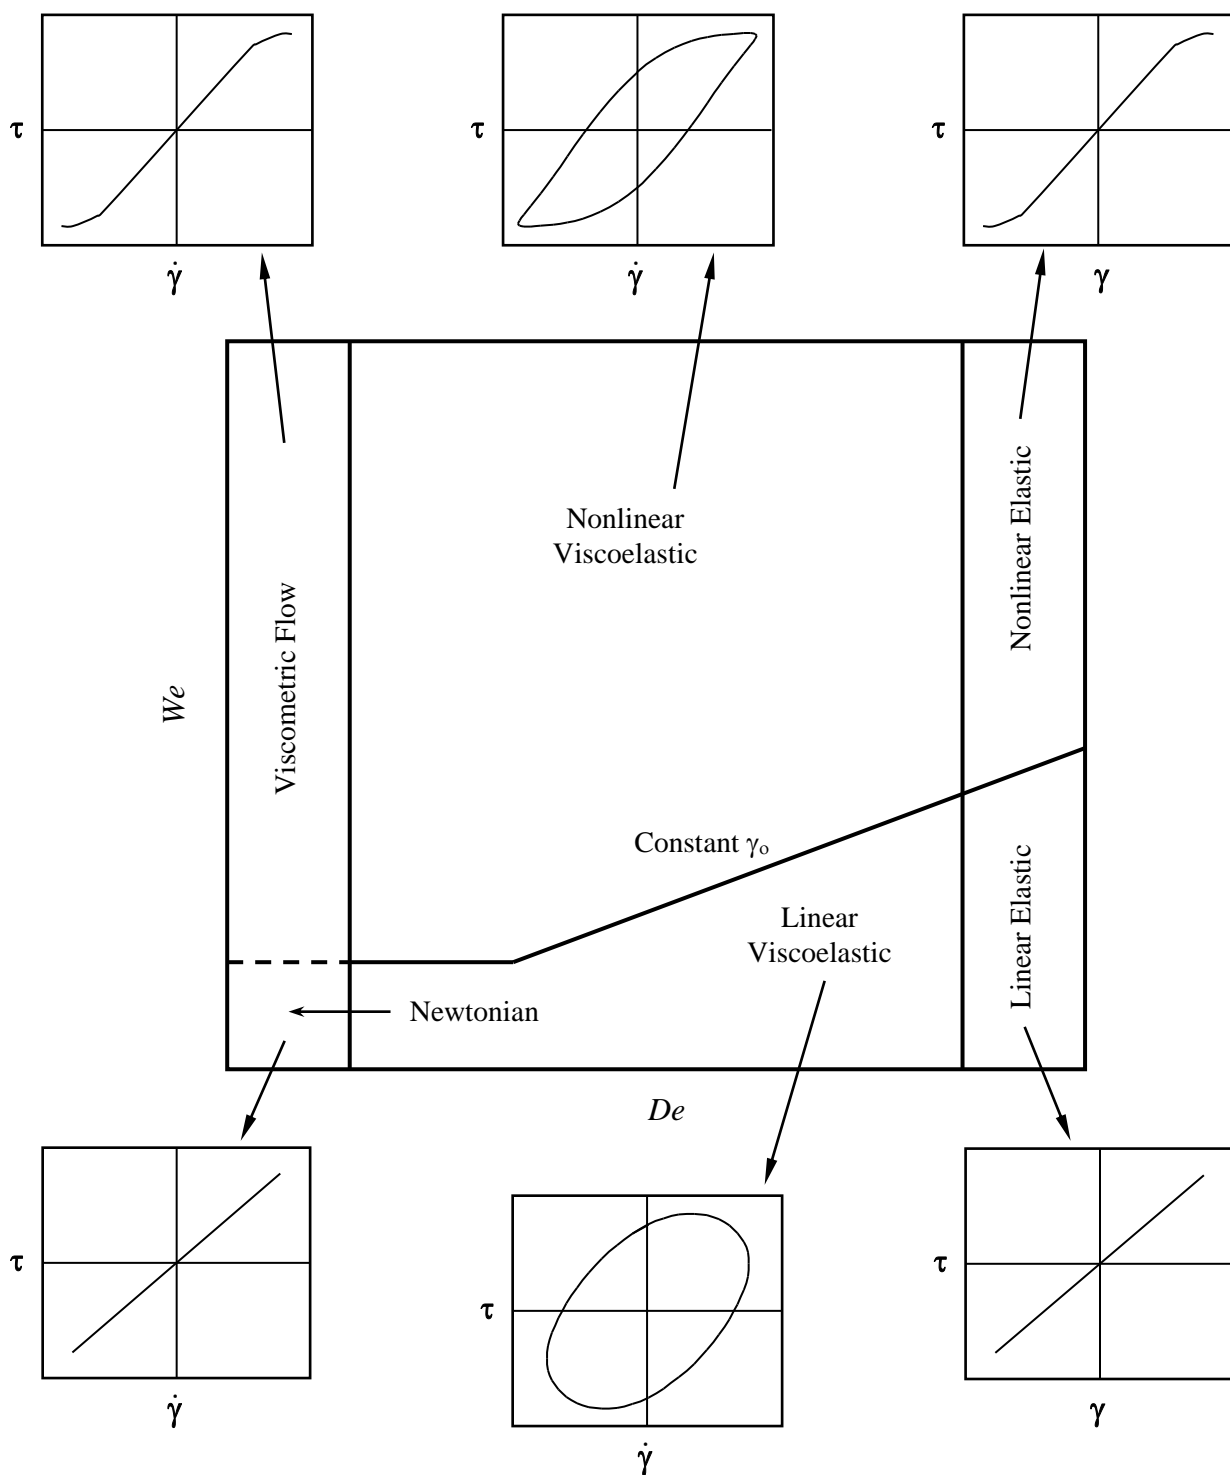 τ
τ
τ
γ̇
γ̇
γ
Nonlinear
Viscoelastic
Nonlinear Elastic
Viscometric Flow
We
Constant γₒ
Linear
Viscoelastic
Linear Elastic
Newtonian
De
τ
τ
τ
γ̇
γ̇
γ